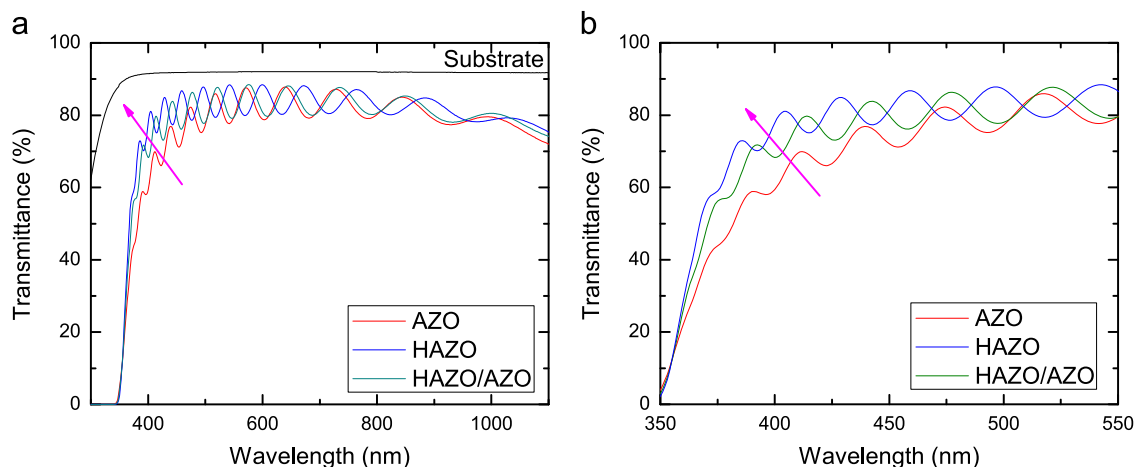 a
Transmittance (%)
100
80
60
40
20
0
Substrate
AZO
HAZO
HAZO/AZO
400
600
800
1000
Wavelength (nm)
b
Transmittance (%)
100
80
60
40
20
0
AZO
HAZO
HAZO/AZO
350
400
450
500
550
Wavelength (nm)